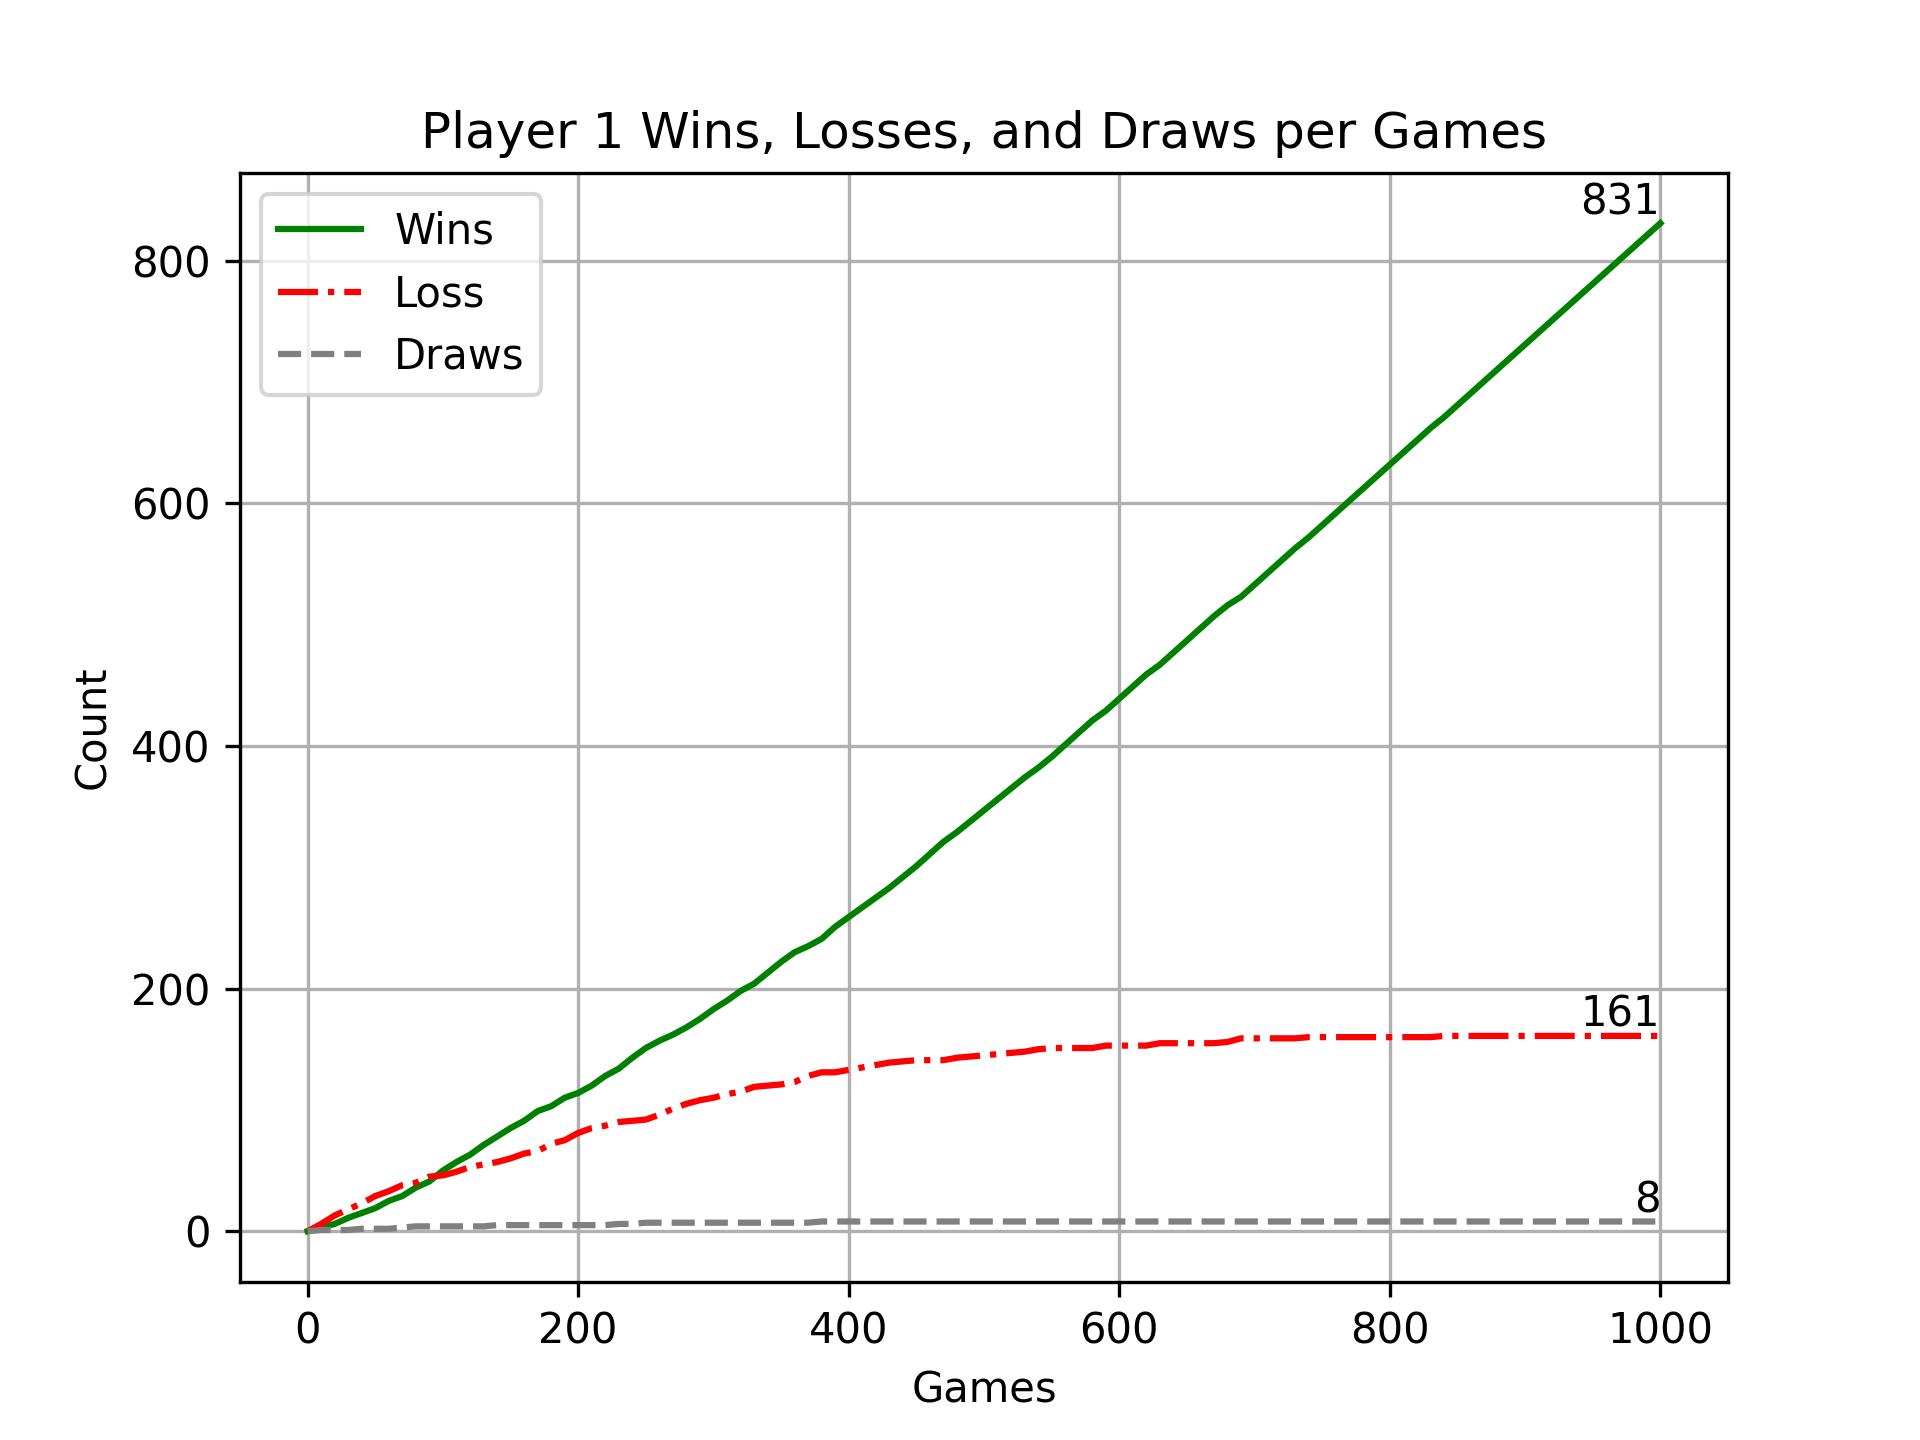 Player 1 Wins, Losses, and Draws per Games
Wins
Loss
Draws
831
161
8
800
600
400
200
0
Count
0 200 400 600 800 1000
Games